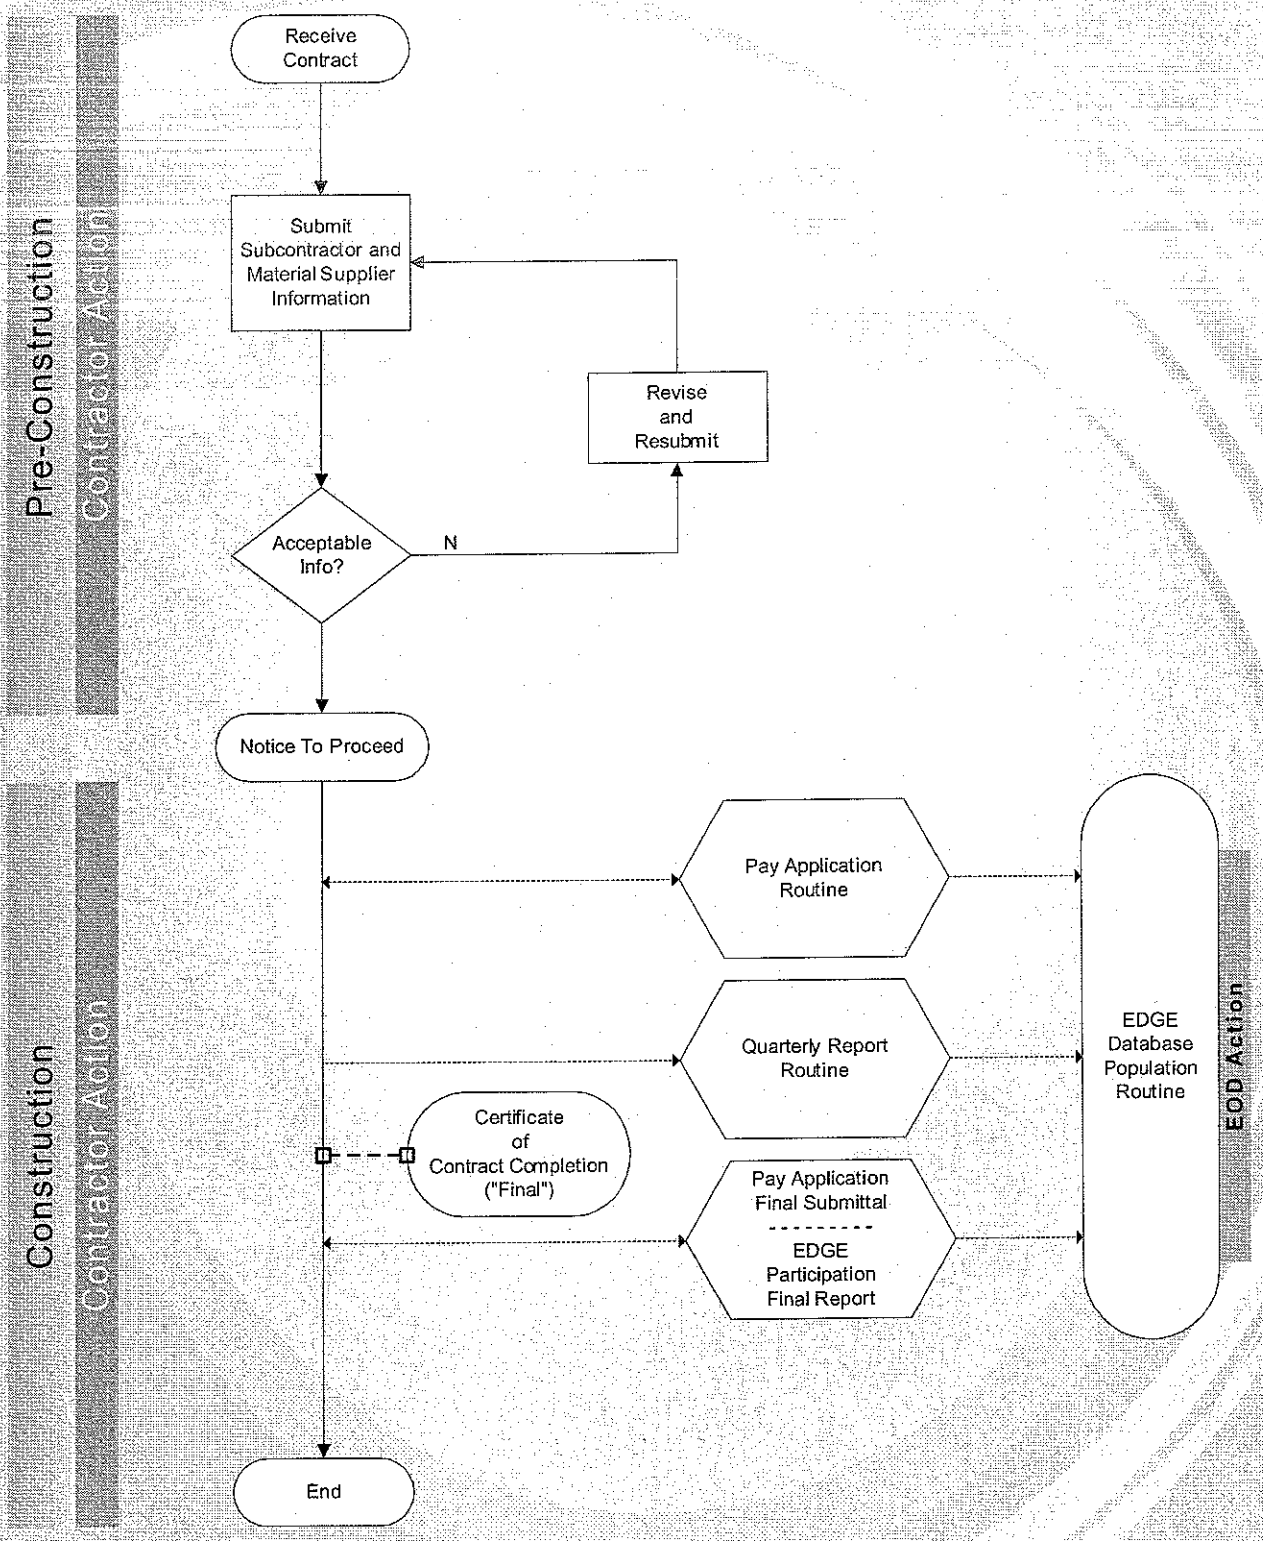 Receive
Contract
Submit
Subcontractor and
Material Supplier
Information
Revise
and
Resubmit
Acceptable
Info?
N
Notice To Proceed
Pre-Construction
Contractor Action
Pay Application
Routine
Quarterly Report
Routine
Certificate
of
Contract Completion
("Final")
Pay Application
Final Submittal
EDGE
Participation
Final Report
EDGE
Database
Population
Routine
EOD Action
Construction
Contractor Action
End